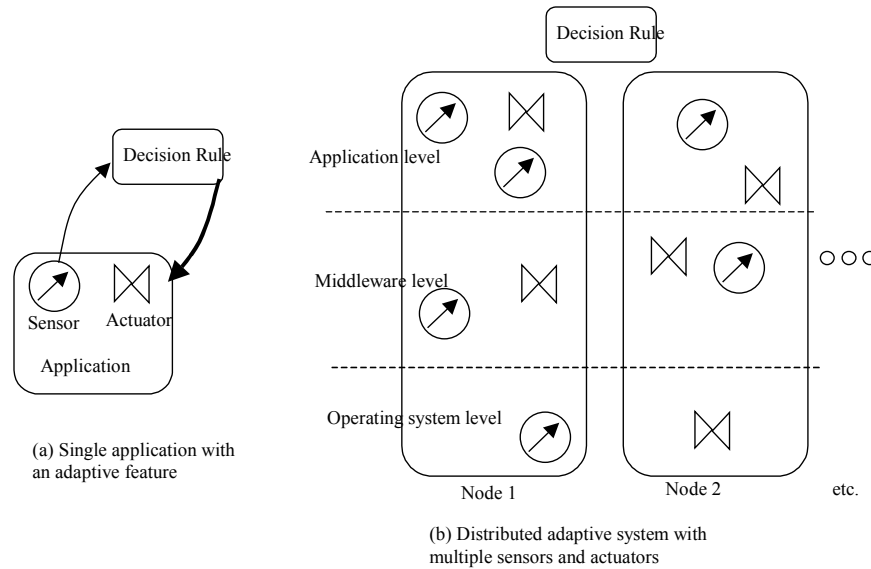 Decision Rule
Sensor
Actuator
Application
(a) Single application with
an adaptive feature
Decision Rule
Application level
Middleware level
Operating system level
Node 1
Node 2
etc.
(b) Distributed adaptive system with
multiple sensors and actuators